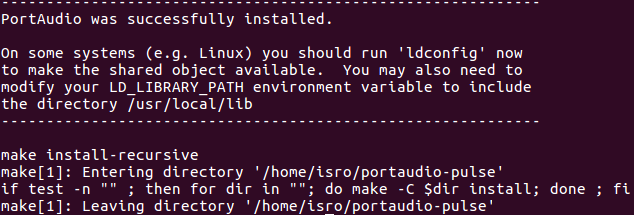 ------------------------------------------------------------
PortAudio was successfully installed.
On some systems (e.g. Linux) you should run 'ldconfig' now
to make the shared object available.  You may also need to
modify your LD_LIBRARY_PATH environment variable to include
the directory /usr/local/lib
------------------------------------------------------------
make install-recursive
make[1]: Entering directory '/home/isro/portaudio-pulse'
if test -n "" ; then for dir in ""; do make -C $dir install; done ; fi
make[1]: Leaving directory '/home/isro/portaudio-pulse'